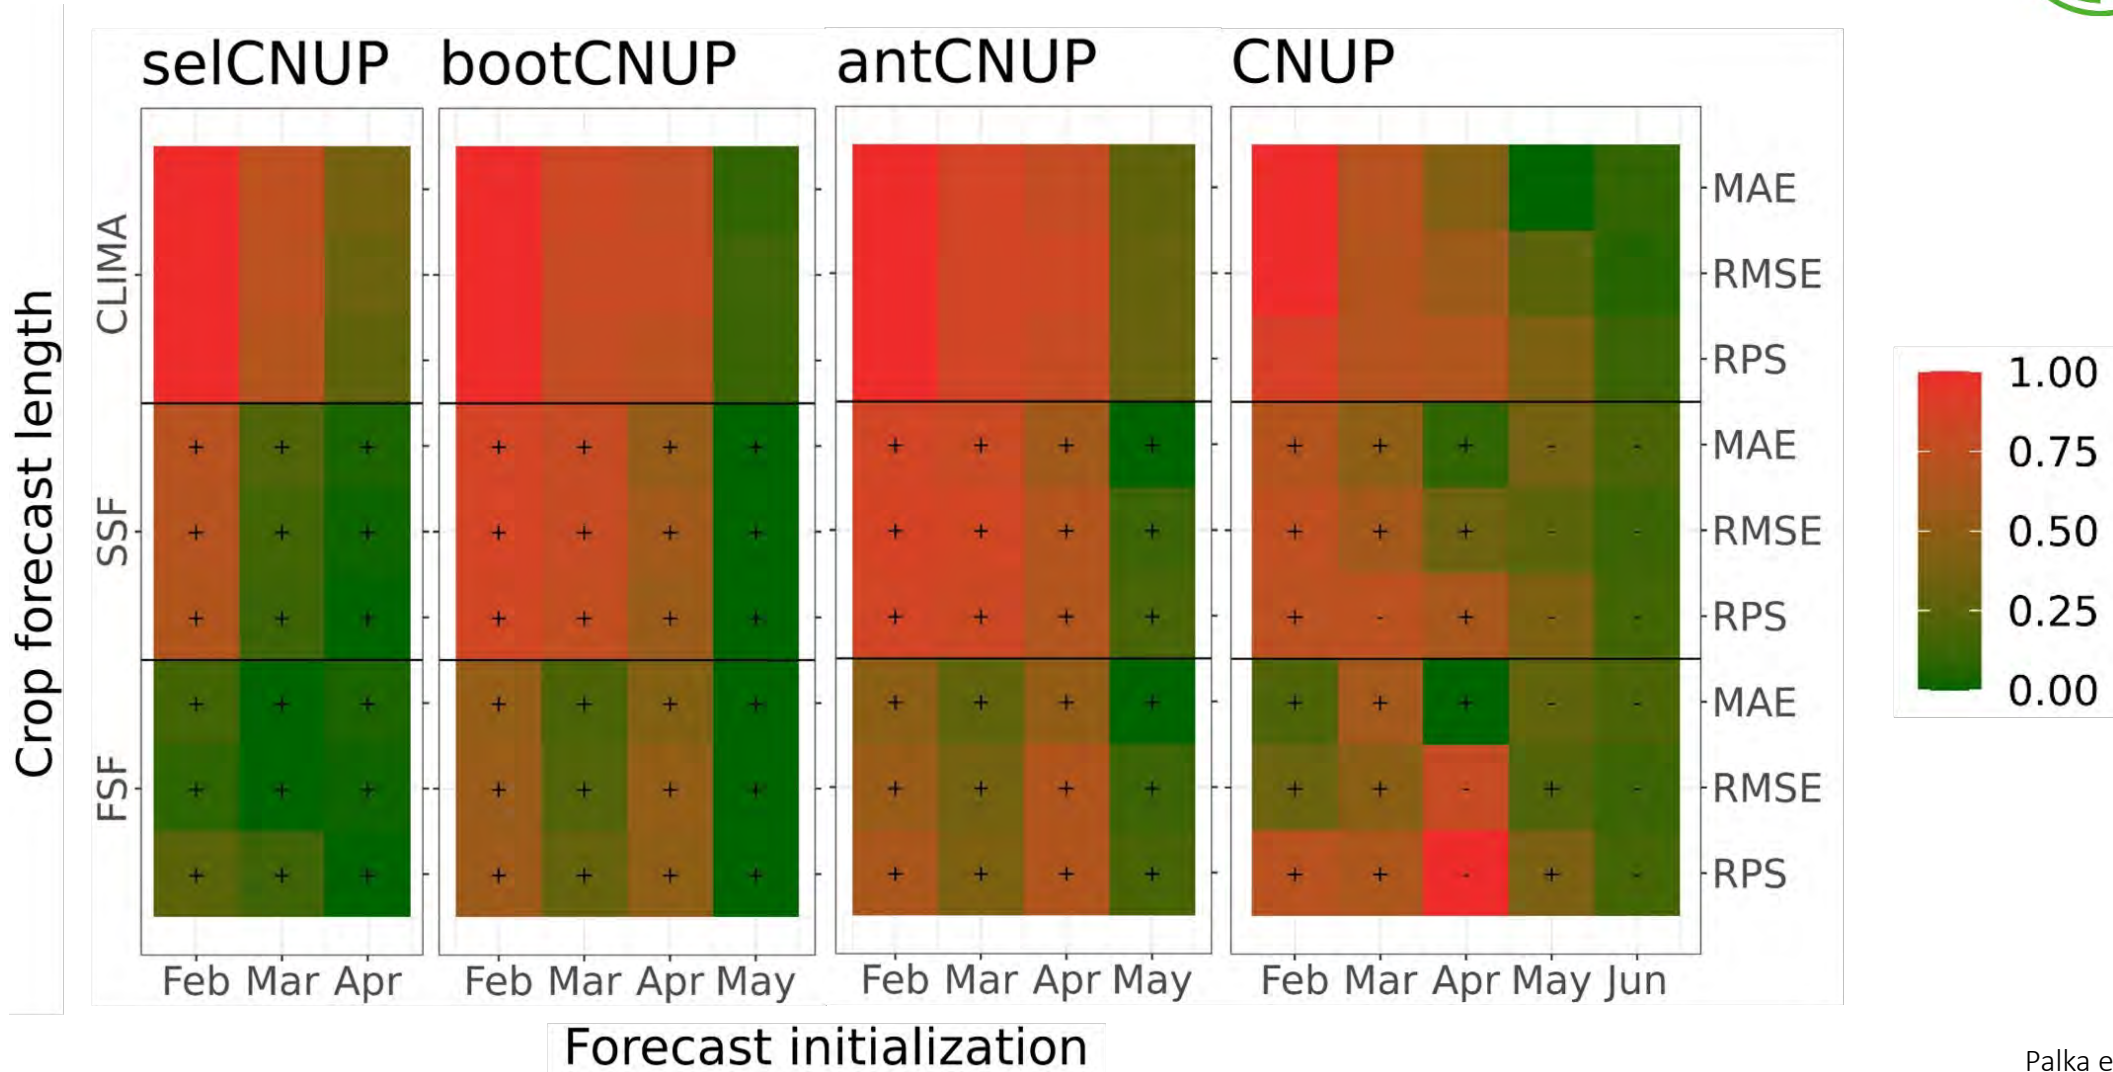 selCNUP bootCNUP antCNUP CNUP
Crop forecast length
CLIMA
SSF
FSF
MAE
RMSE
RPS
MAE
RMSE
RPS
MAE
RMSE
RPS
+ + + + + + + + + + + + + + - -
+ + + + + + + + + + + + + + - -
+ + + + + + + + + + + + - + - -
+ + + + + + + + + + + + + + - -
+ + + + + + + + + + + + + - + -
+ + + + + + + + + + + + + - + -
Feb Mar Apr Feb Mar Apr May Feb Mar Apr May Feb Mar Apr May Jun
Forecast initialization
1.00
0.75
0.50
0.25
0.00
Palka e